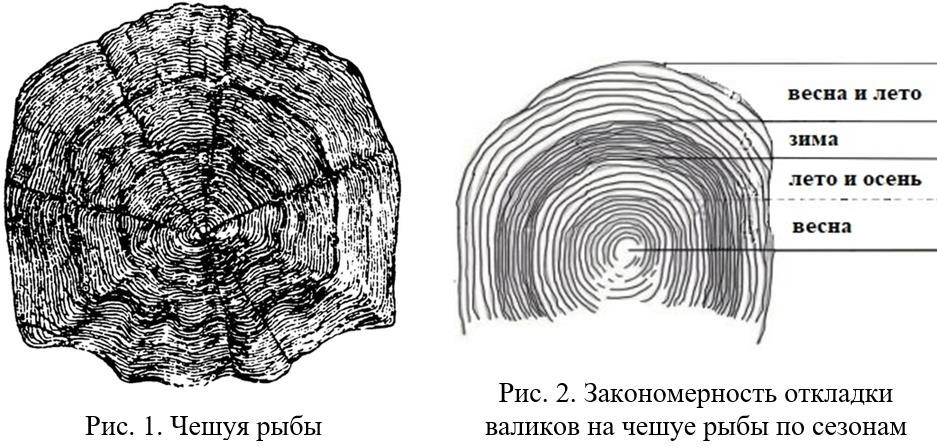 весна и лето
зима
лето и осень
весна
Рис. 1. Чешуя рыбы
Рис. 2. Закономерность откладки
валиков на чешуе рыбы по сезонам